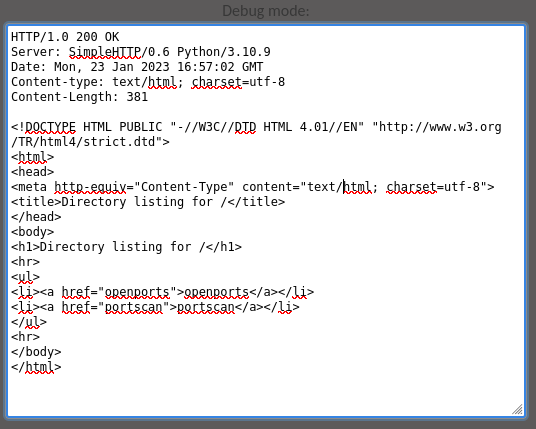 Debug mode:
HTTP/1.0 200 OK
Server: SimpleHTTP/0.6 Python/3.10.9
Date: Mon, 23 Jan 2023 16:57:02 GMT
Content-type: text/html; charset=utf-8
Content-Length: 381

<!DOCTYPE HTML PUBLIC "-//W3C//DTD HTML 4.01//EN" "http://www.w3.org
/TR/html4/strict.dtd">
<html>
<head>
<meta http-equiv="Content-Type" content="text/html; charset=utf-8">
<title>Directory listing for /</title>
</head>
<body>
<h1>Directory listing for /</h1>
<hr>
<ul>
<li><a href="openports">openports</a></li>
<li><a href="portscan">portscan</a></li>
</ul>
<hr>
</body>
</html>